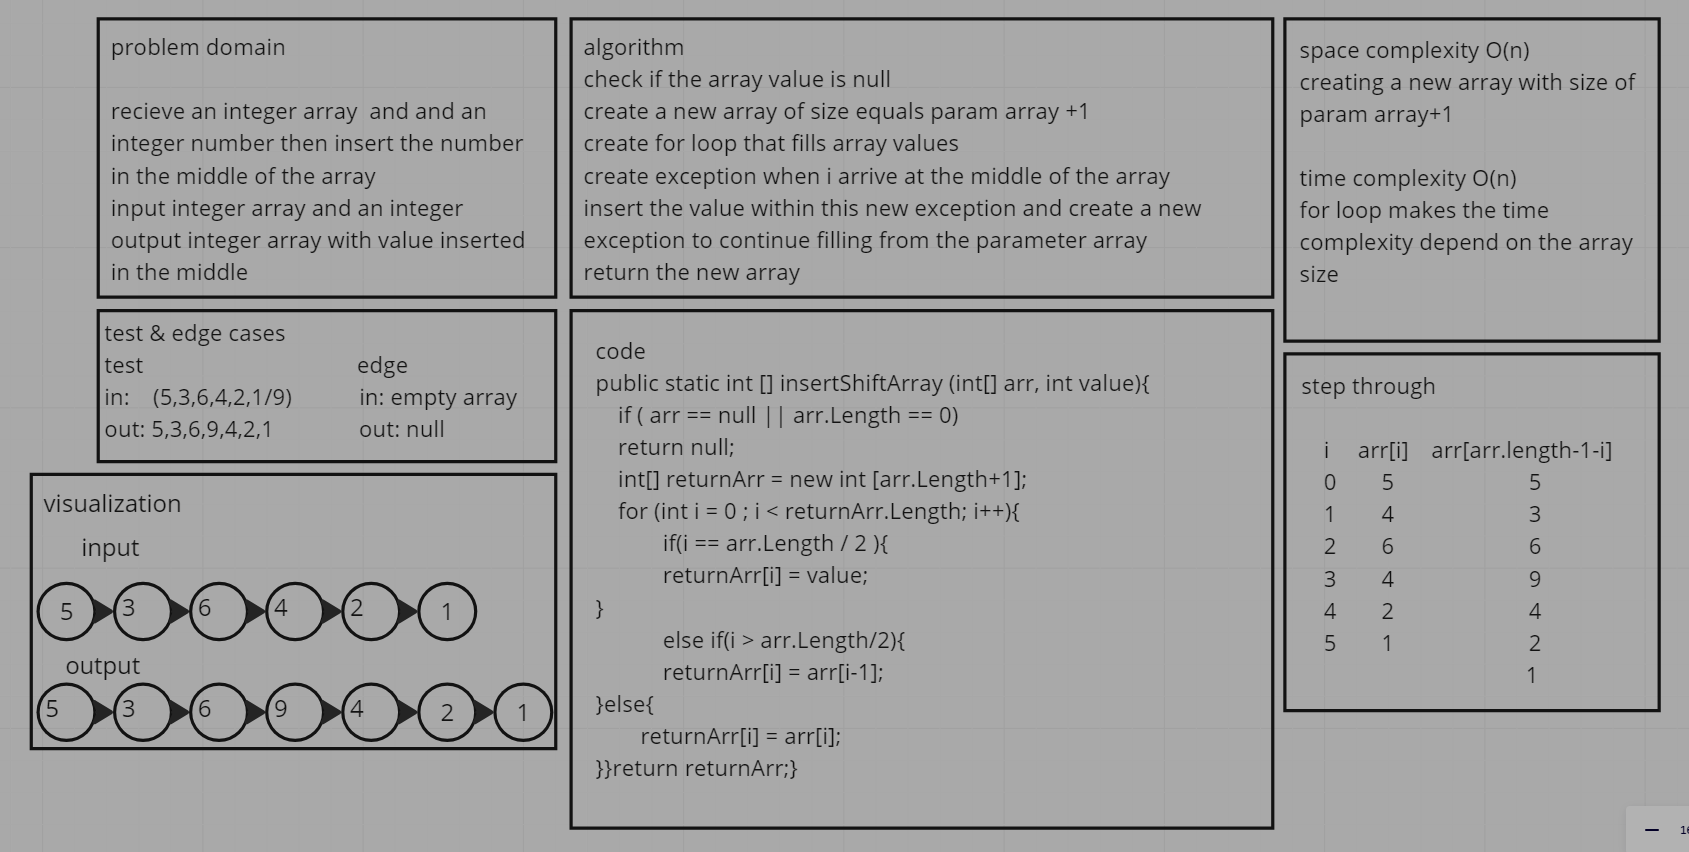 problem domain
recieve an integer array  and and an
integer number then insert the number
in the middle of the array
input integer array and an integer
output integer array with value inserted
in the middle
algorithm
check if the array value is null
create a new array of size equals param array +1
create for loop that fills array values
create exception when i arrive at the middle of the array
insert the value within this new exception and create a new
exception to continue filling from the parameter array
return the new array
space complexity O(n)
creating a new array with size of
param array+1
time complexity O(n)
for loop makes the time
complexity depend on the array
size
test & edge cases
test edge
in: (5,3,6,4,2,1/9) in: empty array
out: 5,3,6,9,4,2,1 out: null
visualization
input
5 3 6 4 2 1
output
5 3 6 9 4 2 1
code
public static int [] insertShiftArray (int[] arr, int value){
if ( arr == null || arr.Length == 0)
return null;
int[] returnArr = new int [arr.Length+1];
for (int i = 0 ; i < returnArr.Length; i++){
if(i == arr.Length / 2 ){
returnArr[i] = value;
}
else if(i > arr.Length/2){
returnArr[i] = arr[i-1];
}else{
returnArr[i] = arr[i];
}}return returnArr;}
step through
i arr[i] arr[arr.length-1-i]
0 5 5
1 4 3
2 6 6
3 4 9
4 2 4
5 1 2
1